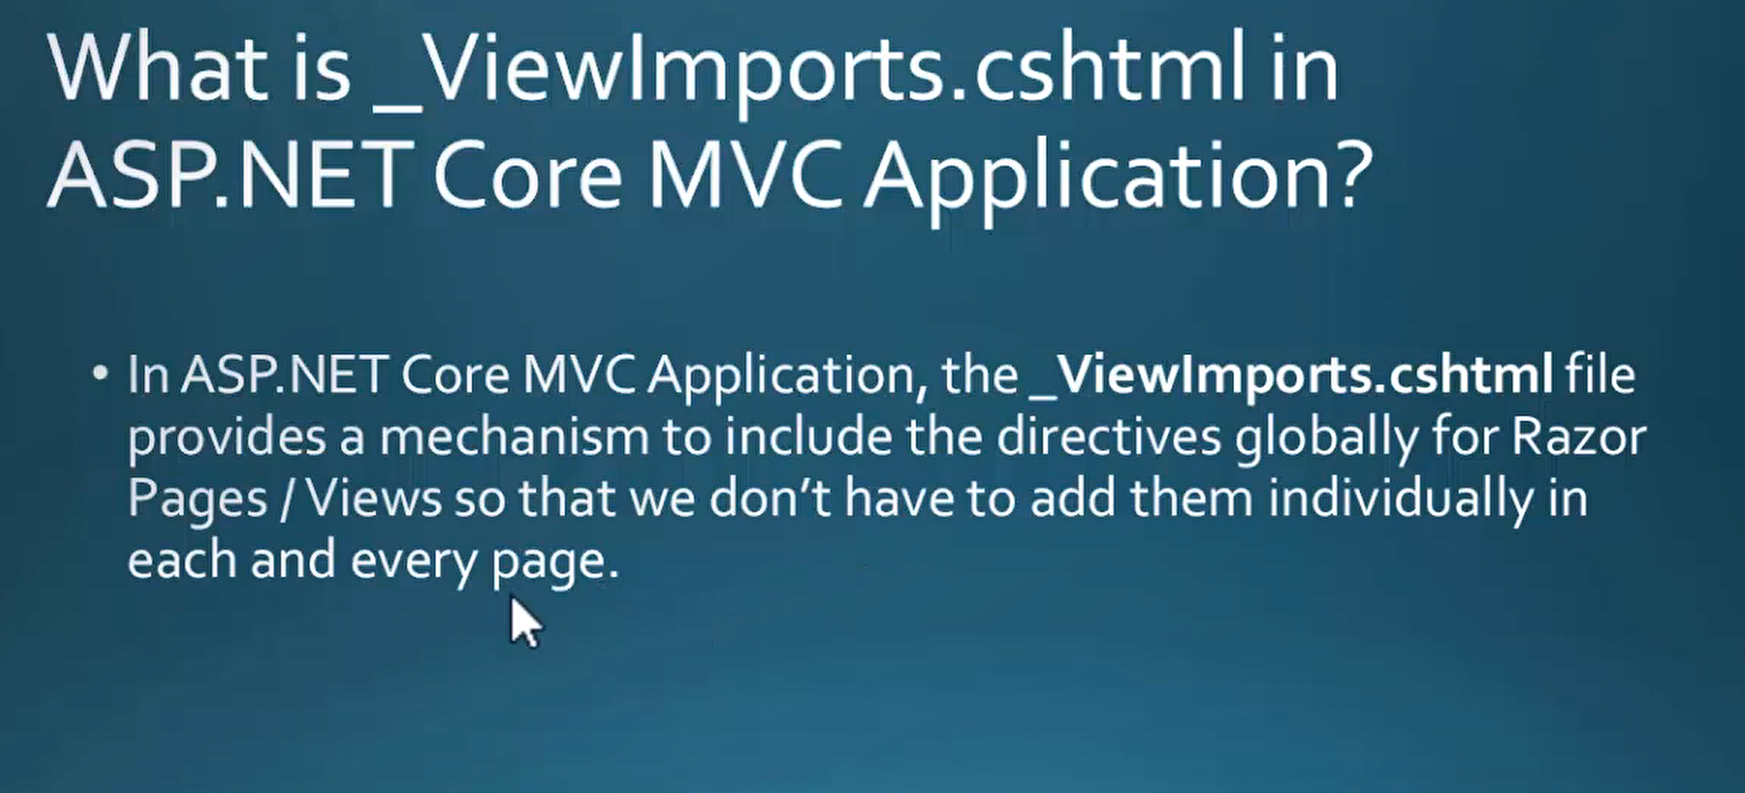 What is _ViewImports.cshtml in
ASP.NET Core MVC Application?
• In ASP.NET Core MVC Application, the _ViewImports.cshtml file
provides a mechanism to include the directives globally for Razor
Pages / Views so that we don’t have to add them individually in
each and every page.